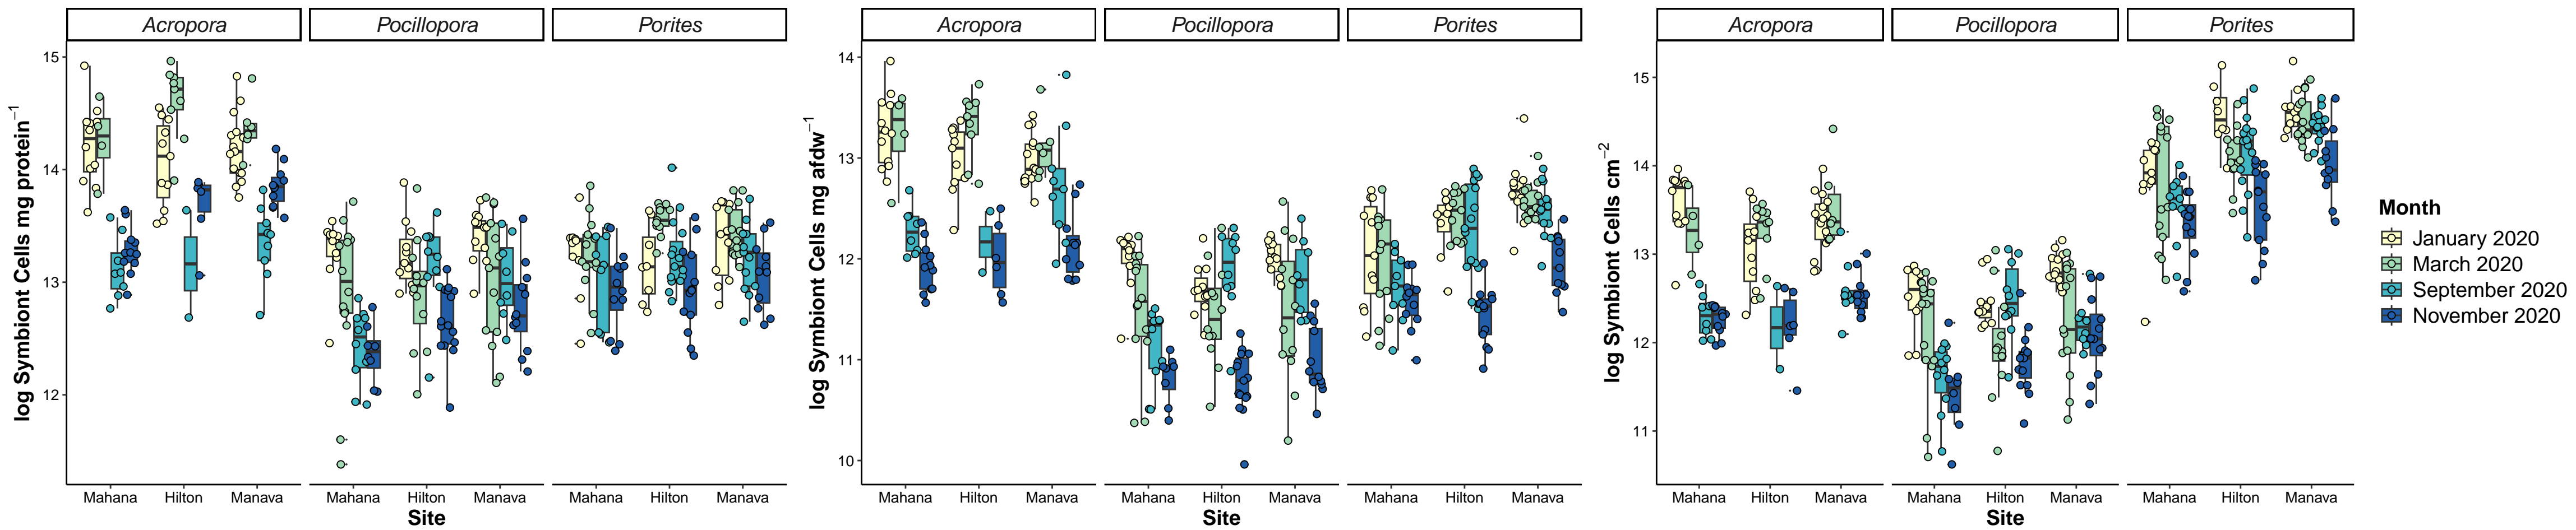 Acropora
Pocillopora
Porites
log Symbiont Cells mg protein⁻¹
15
14
13
12
Mahana
Hilton
Manava
Mahana
Hilton
Manava
Mahana
Hilton
Manava
Site
Acropora
Pocillopora
Porites
log Symbiont Cells mg afdw⁻¹
14
13
12
11
10
Mahana
Hilton
Manava
Mahana
Hilton
Manava
Mahana
Hilton
Manava
Site
Acropora
Pocillopora
Porites
log Symbiont Cells cm⁻²
15
14
13
12
11
Mahana
Hilton
Manava
Mahana
Hilton
Manava
Mahana
Hilton
Manava
Site
Month
January 2020
March 2020
September 2020
November 2020